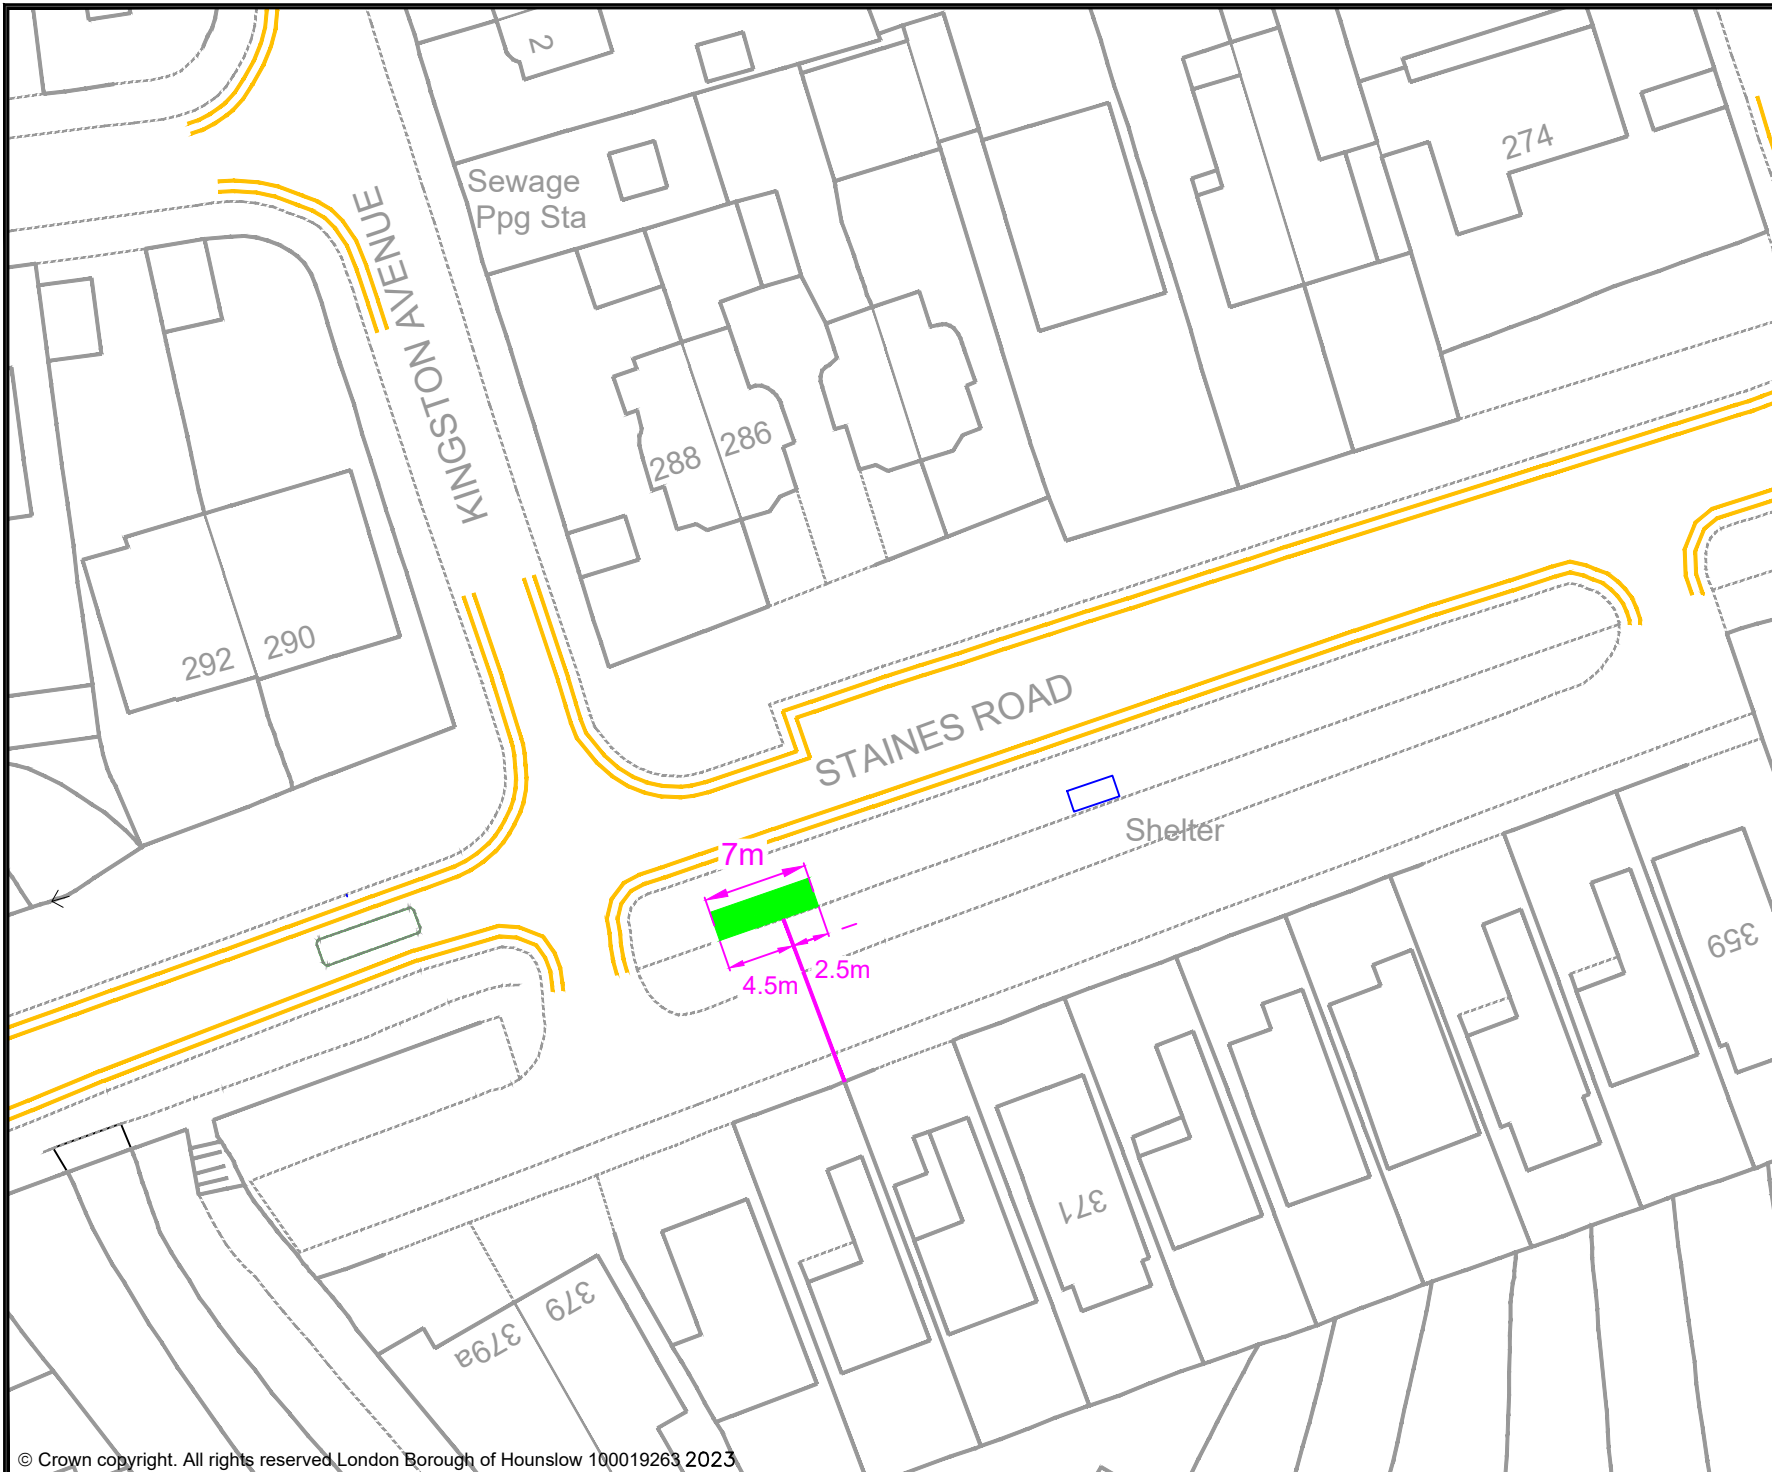 2
274
Sewage
Ppg Sta
KINGSTON AVENUE
288
286
292
290
STAINES ROAD
Shelter
7m
4.5m
2.5m
359
371
379
379a
© Crown copyright. All rights reserved London Borough of Hounslow 100019263 2023